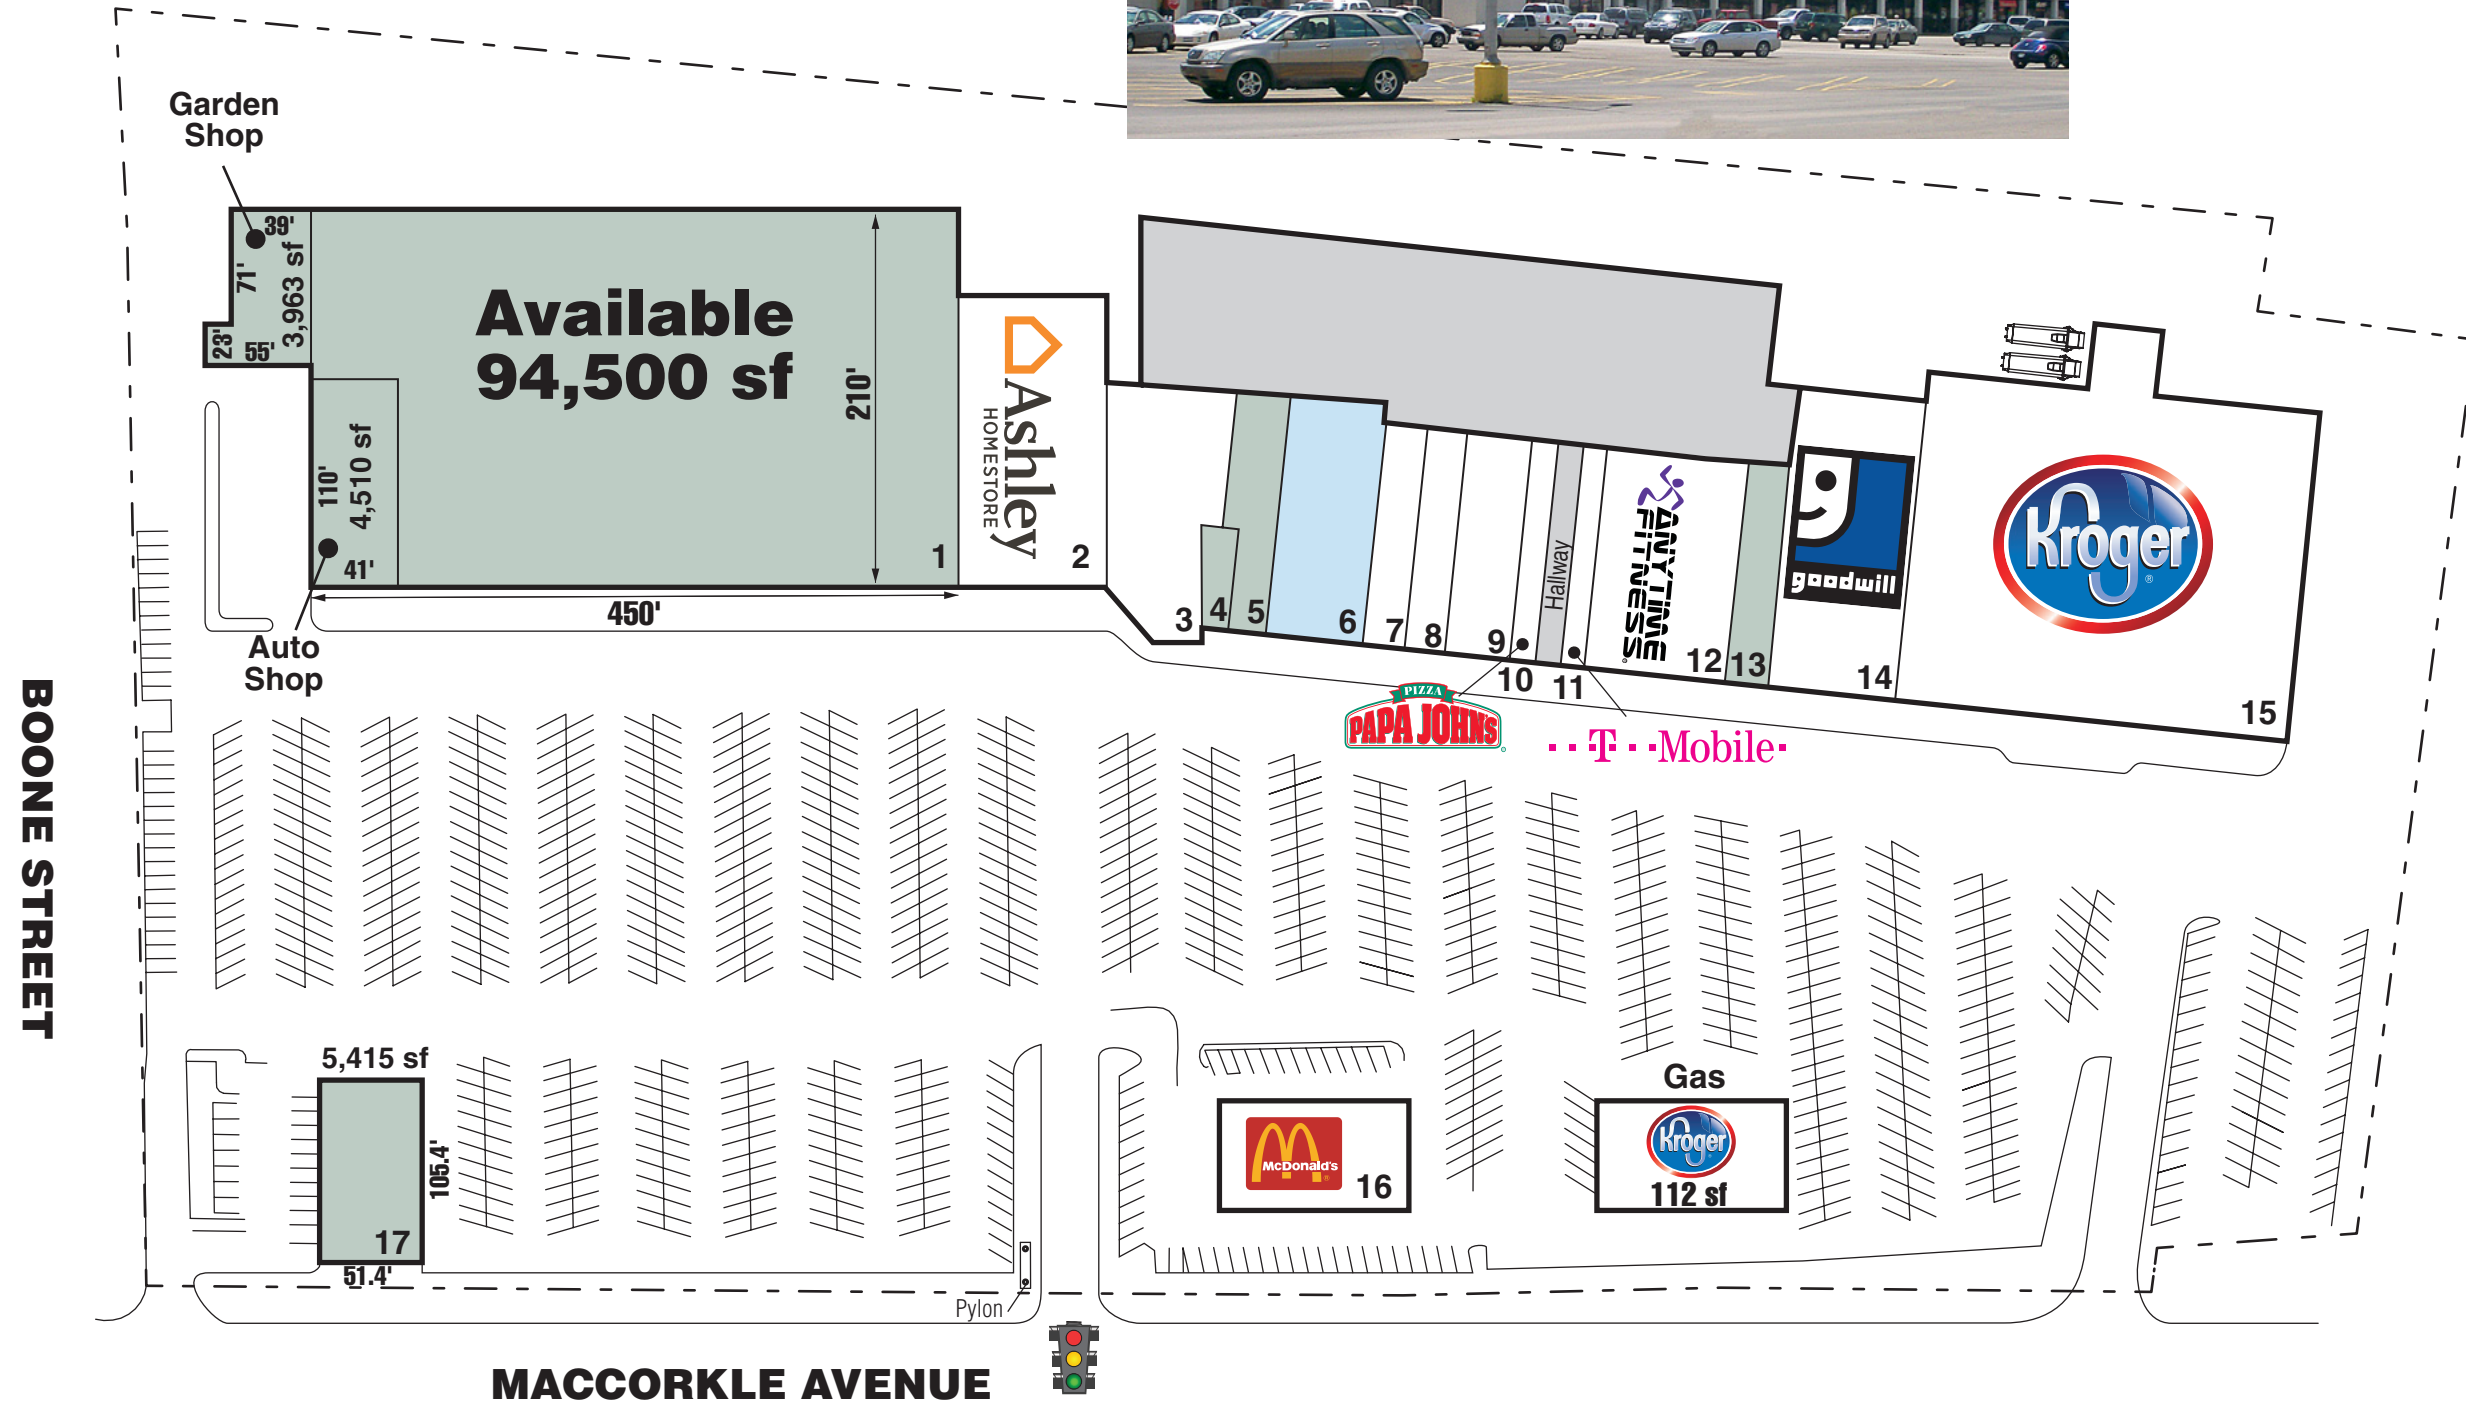 Garden
Shop
39'
71'
3,963 sf
23'
55'
Available
94,500 sf
210'
110'
4,510 sf
41'
1
450'
Auto
Shop
Ashley
HOMESTORE
2
3
4
5
6
7
8
9
10
Hallway
11
ANYTIME
FITNESS
12
13
goodwill
14
Kroger
15
PIZZA
PAPA JOHN'S
T Mobile
BOONE STREET
5,415 sf
105.4'
17
51.4'
McDonald's
16
Gas
Kroger
112 sf
Pylon
MACCORKLE AVENUE